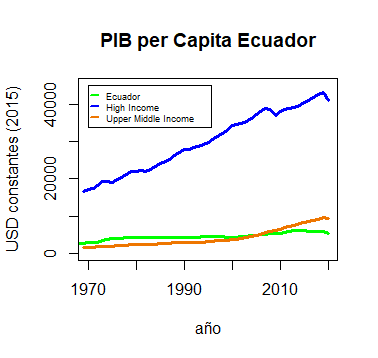 PIB per Capita Ecuador
Ecuador
High Income
Upper Middle Income
USD constantes (2015)
0
20000
40000
1970
1990
2010
año